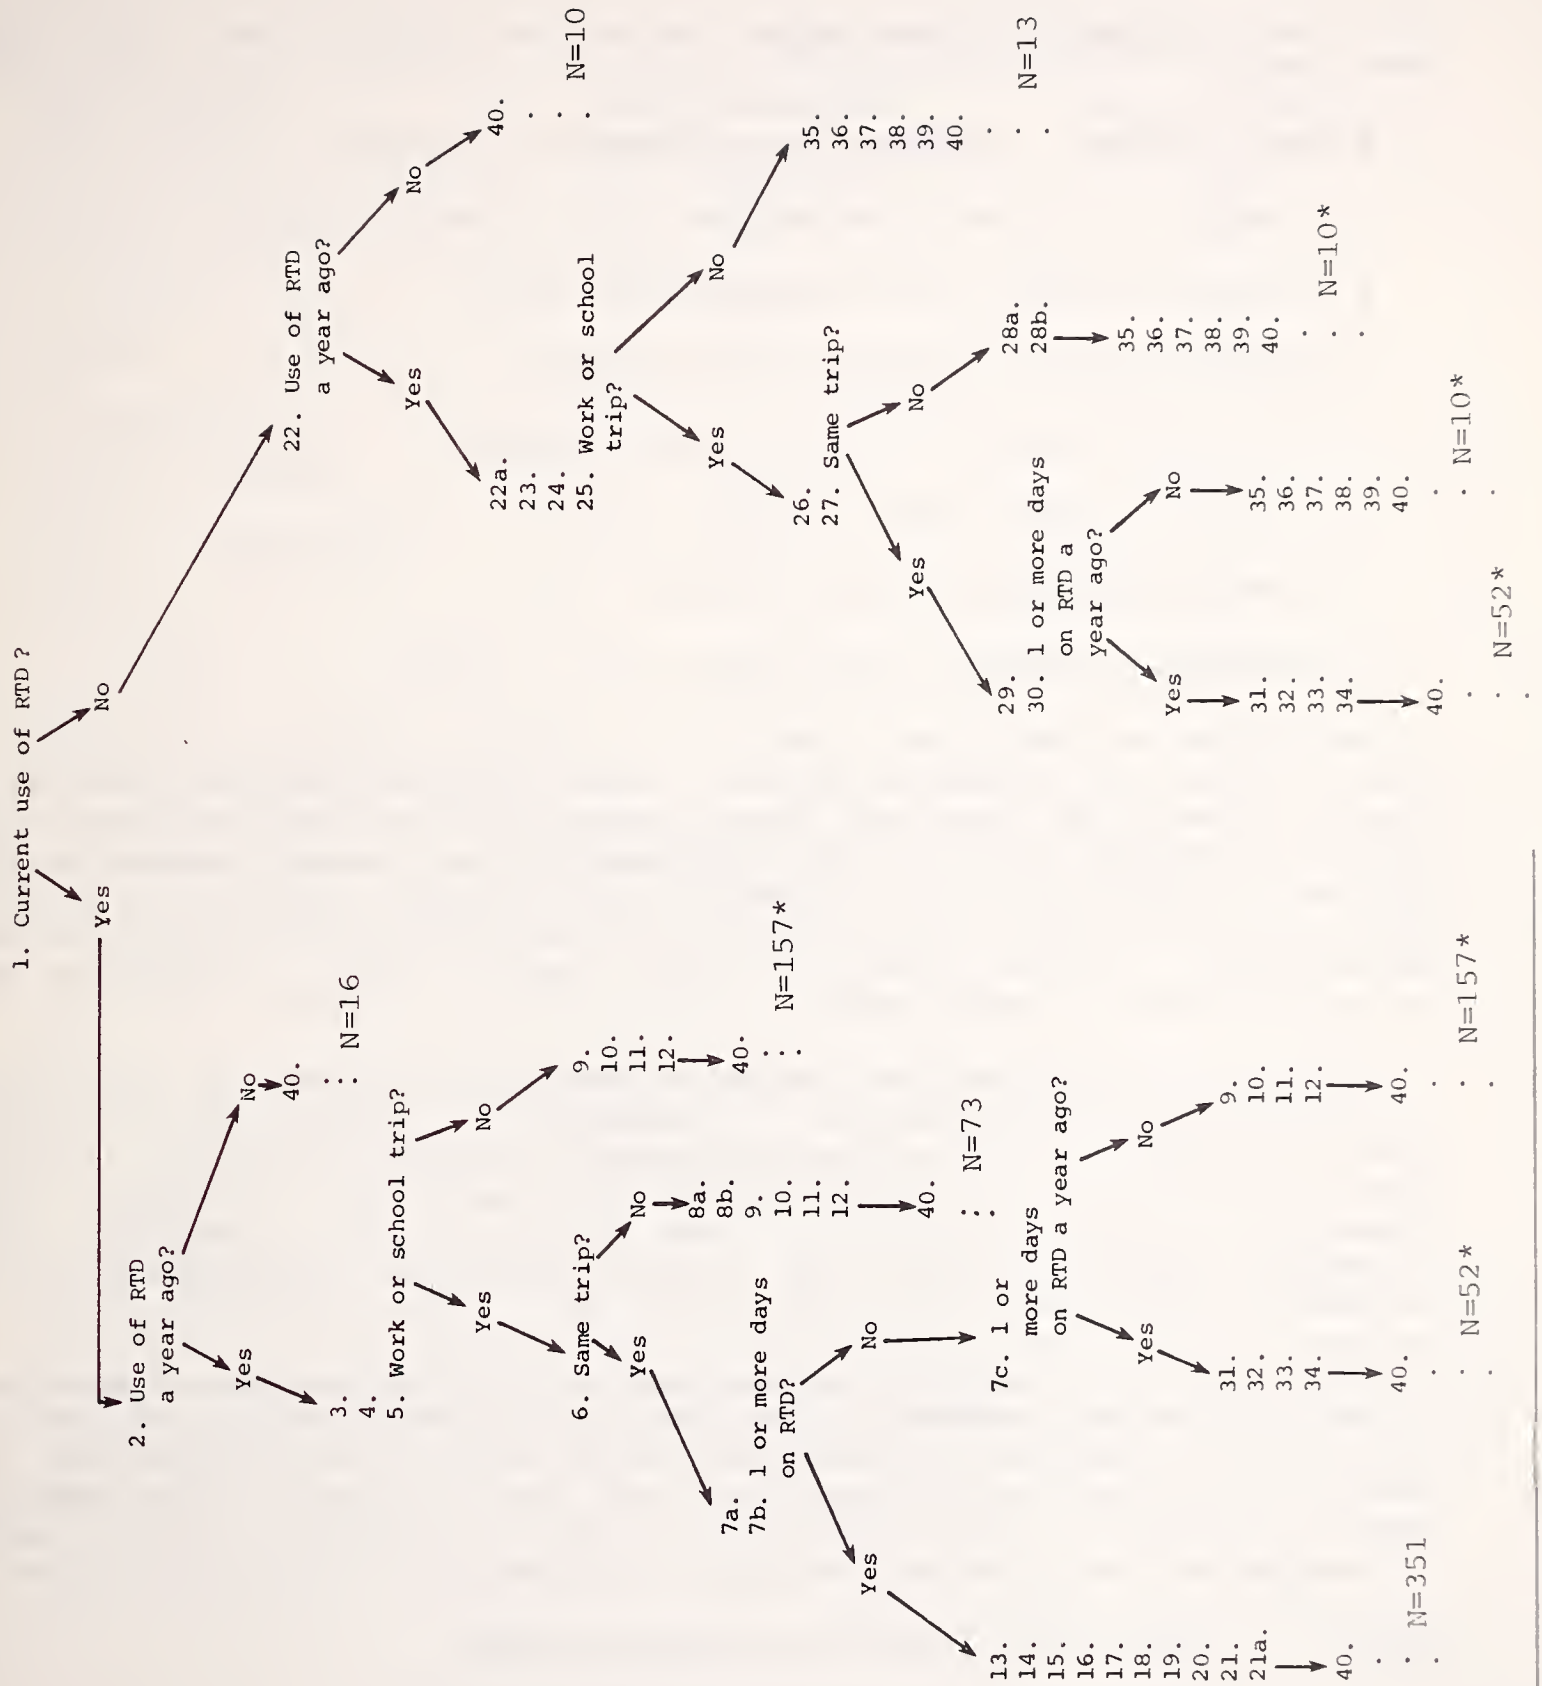 1. Current use of RTD?
Yes
No
2. Use of RTD
a year ago?
Yes
No
40.
.
.
N=16
3.
4.
5. Work or school trip?
Yes
No
9.
10.
11.
12.
40.
.
.
N=157*
6. Same trip?
Yes
No
8a.
8b.
9.
10.
11.
12.
40.
.
.
N=73
7a.
7b. 1 or more days
on RTD?
Yes
No
13.
14.
15.
16.
17.
18.
19.
20.
21.
21a.
40.
.
.
.
N=351
7c. 1 or
more days
on RTD a year ago?
Yes
No
31.
32.
33.
34.
40.
.
.
.
N=52*
9.
10.
11.
12.
40.
.
.
.
N=157*
22. Use of RTD
a year ago?
Yes
No
40.
.
.
.
N=10
22a.
23.
24.
25. Work or school
trip?
Yes
No
35.
36.
37.
38.
39.
40.
.
.
.
N=13
26.
27. Same trip?
Yes
No
28a.
28b.
35.
36.
37.
38.
39.
40.
.
.
.
N=10*
29.
30. 1 or more days
on RTD a
year ago?
Yes
No
31.
32.
33.
34.
40.
.
.
.
N=52*
35.
36.
37.
38.
39.
40.
.
.
.
N=10*